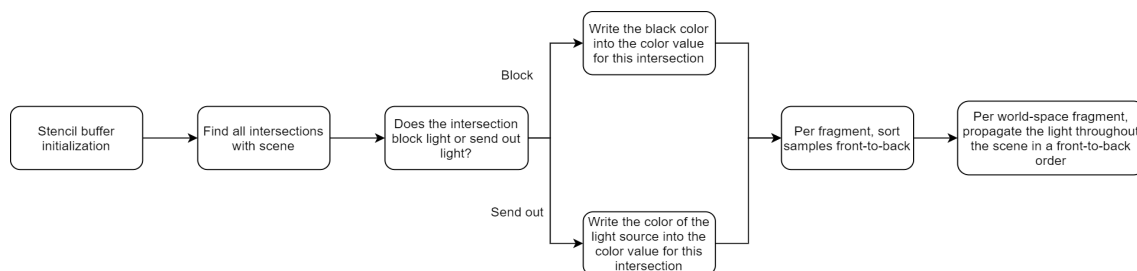 Write the black color
into the color value
for this intersection
Block
Stencil buffer
initialization
Find all intersections
with scene
Does the intersection
block light or send out
light?
Per fragment, sort
samples front-to-back
Per world-space fragment,
propagate the light throughout
the scene in a front-to-back
order
Send out
Write the color of the
light source into the
color value for this
intersection